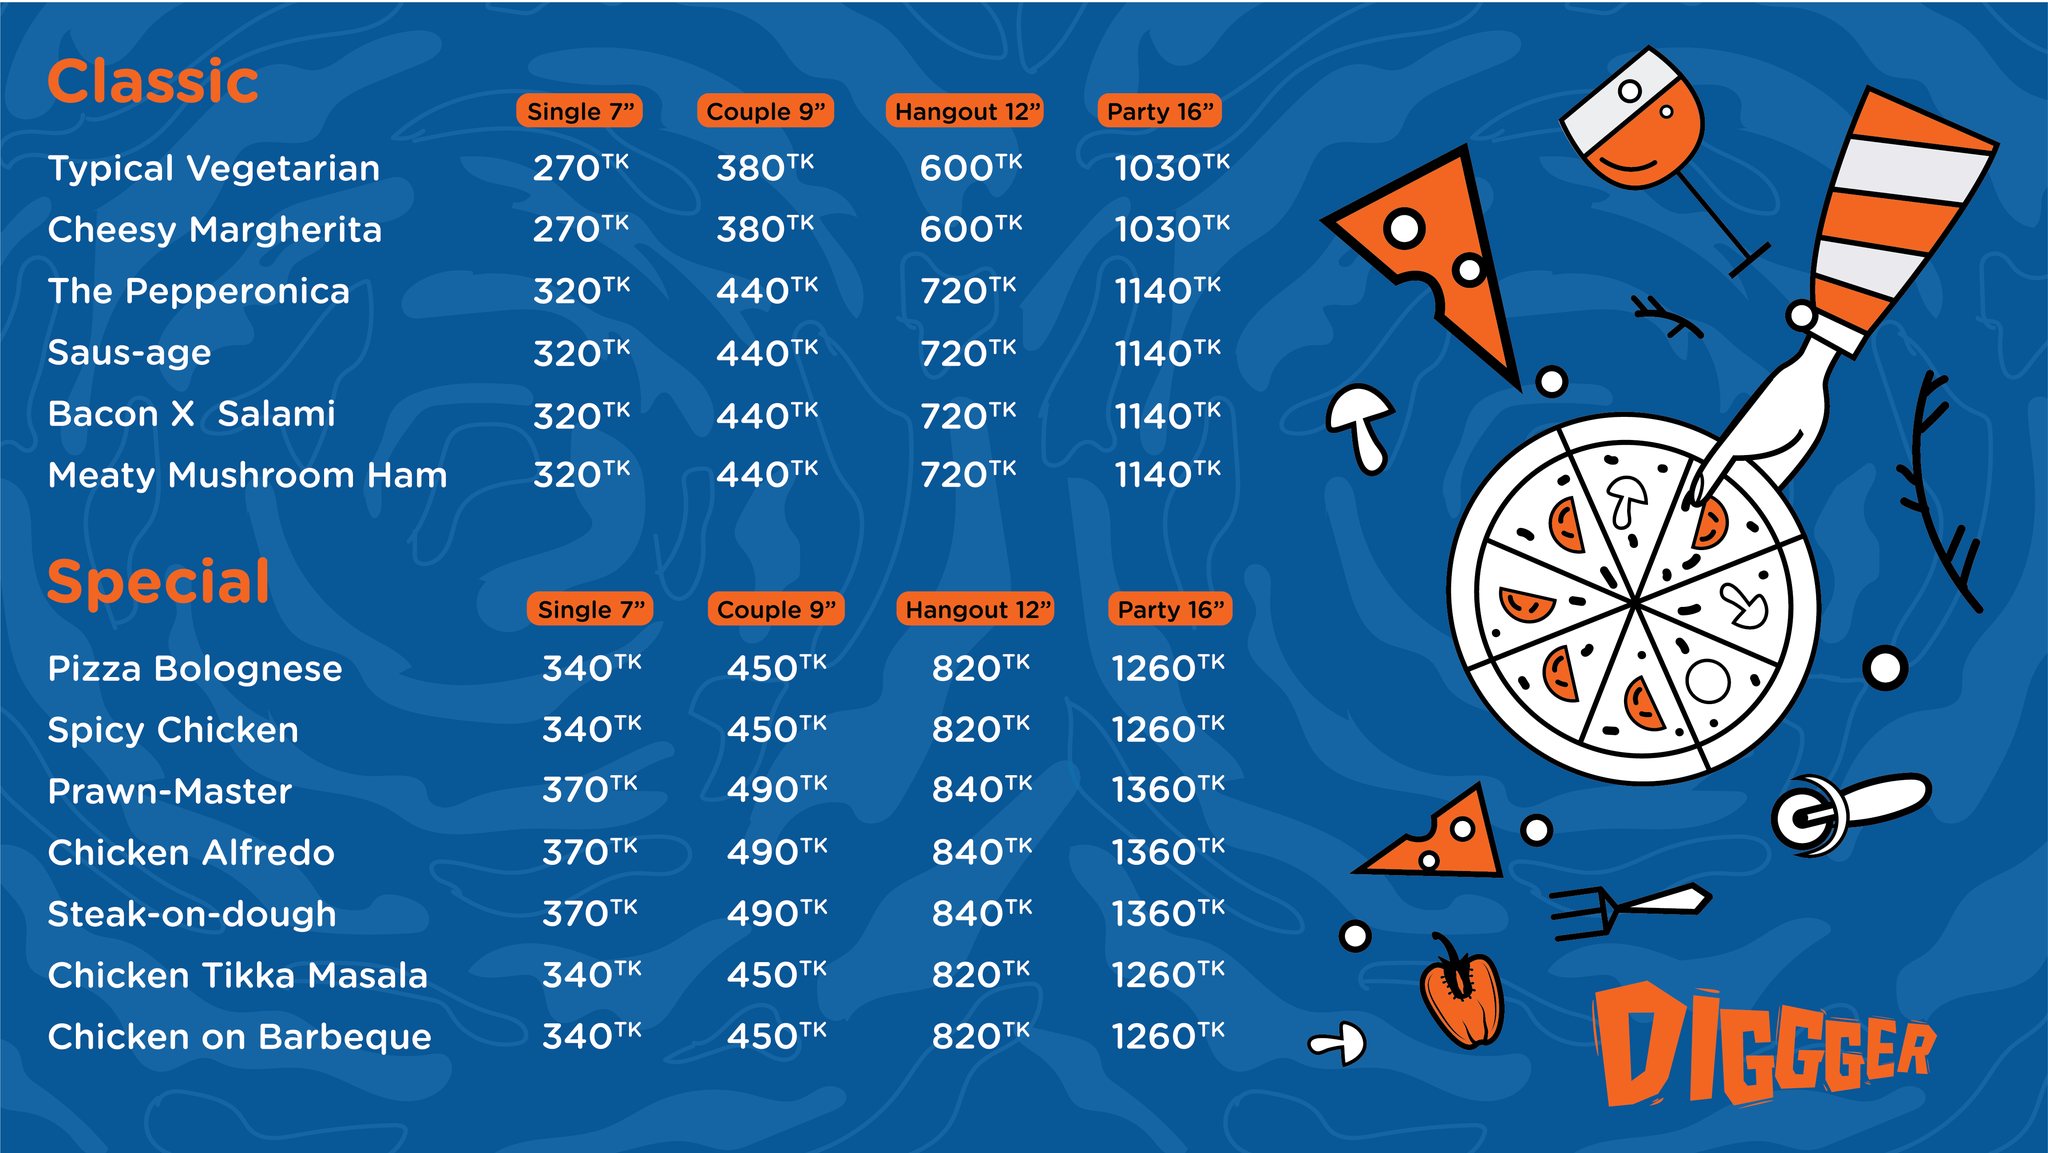 Classic
Single 7” Couple 9” Hangout 12” Party 16”
Typical Vegetarian 270TK 380TK 600TK 1030TK
Cheesy Margherita 270TK 380TK 600TK 1030TK
The Pepperonica 320TK 440TK 720TK 1140TK
Saus-age 320TK 440TK 720TK 1140TK
Bacon X Salami 320TK 440TK 720TK 1140TK
Meaty Mushroom Ham 320TK 440TK 720TK 1140TK
Special
Single 7” Couple 9” Hangout 12” Party 16”
Pizza Bolognese 340TK 450TK 820TK 1260TK
Spicy Chicken 340TK 450TK 820TK 1260TK
Prawn-Master 370TK 490TK 840TK 1360TK
Chicken Alfredo 370TK 490TK 840TK 1360TK
Steak-on-dough 370TK 490TK 840TK 1360TK
Chicken Tikka Masala 340TK 450TK 820TK 1260TK
Chicken on Barbeque 340TK 450TK 820TK 1260TK
DIGGGER